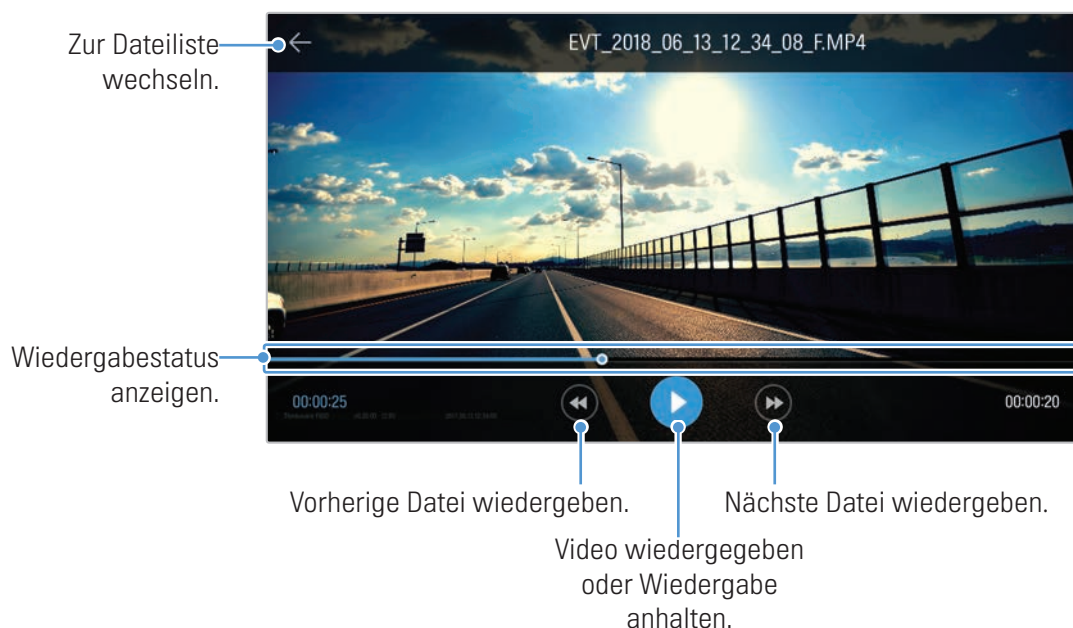 Zur Dateiliste
wechseln.
EVT_2018_06_13_12_34_08_F.MP4
Wiedergabestatus
anzeigen.
00:00:25
00:00:20
Vorherige Datei wiedergeben.
Nächste Datei wiedergeben.
Video wiedergegeben
oder Wiedergabe
anhalten.